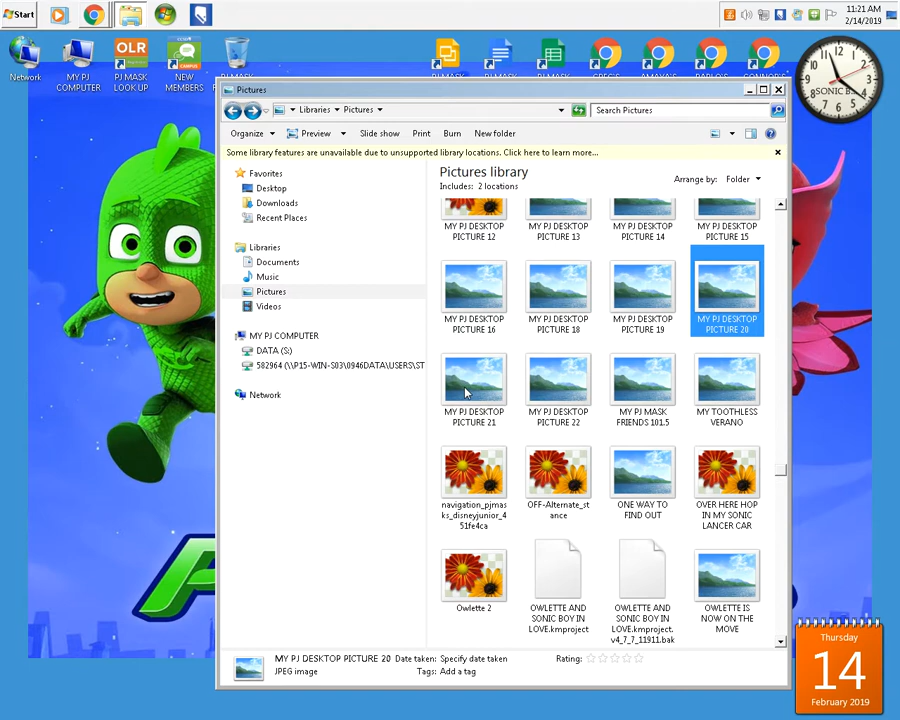 Start
11:21 AM
2/14/2019
Network
MY PJ
COMPUTER
OLR
PJ MASK
LOOK UP
NEW
MEMBERS
SONIC B
Pictures
Libraries
Pictures
Search Pictures
Organize
Preview
Slide show
Print
Burn
New folder
Some library features are unavailable due to unsupported library locations. Click here to learn more...
Favorites
Desktop
Downloads
Recent Places
Libraries
Documents
Music
Pictures
Videos
MY PJ COMPUTER
DATA (S:)
582964 (\\P15-WIN-S03\0946DATA\USERS\ST
Network
Pictures library
Includes: 2 locations
Arrange by: Folder
MY PJ DESKTOP
PICTURE 12
MY PJ DESKTOP
PICTURE 13
MY PJ DESKTOP
PICTURE 14
MY PJ DESKTOP
PICTURE 15
MY PJ DESKTOP
PICTURE 16
MY PJ DESKTOP
PICTURE 18
MY PJ DESKTOP
PICTURE 19
MY PJ DESKTOP
PICTURE 20
MY PJ DESKTOP
PICTURE 21
MY PJ DESKTOP
PICTURE 22
MY PJ MASK
FRIENDS 101.5
MY TOOTHLESS
VERANO
navigation_pjmas
ks_disneyjunior_4
51fe4ca
OFF-Alternate_st
ance
ONE WAY TO
FIND OUT
OVER HERE HOP
IN MY SONIC
LANCER CAR
Owlette 2
OWLETTE AND
SONIC BOY IN
LOVE.kmproject
OWLETTE AND
SONIC BOY IN
LOVE.kmproject.
v4_7_7_11911.bak
OWLETTE IS
NOW ON THE
MOVE
MY PJ DESKTOP PICTURE 20
Date taken: Specify date taken
Rating:
JPEG image
Tags: Add a tag
Thursday
14
February 2019